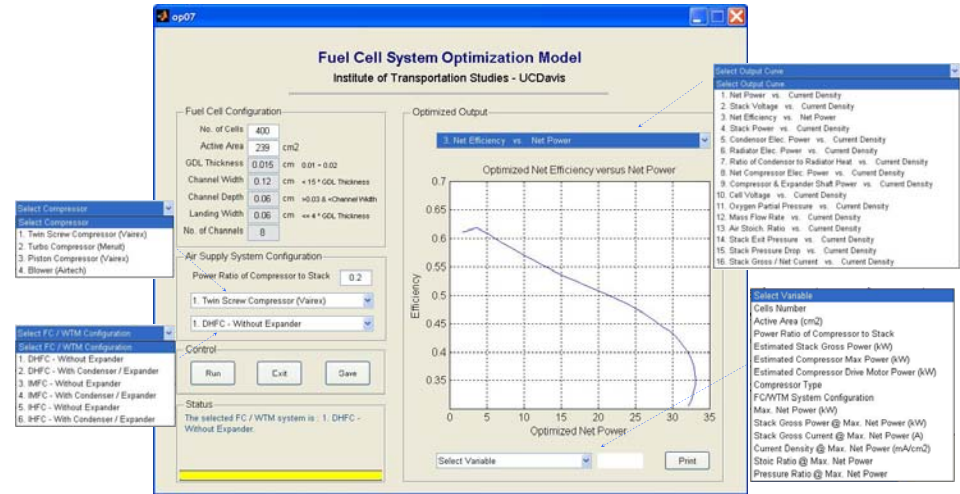 op07
Fuel Cell System Optimization Model
Institute of Transportation Studies - UCDavis
Fuel Cell Configuration
No. of Cells 400
Active Area 239 cm2
GDL Thickness 0.015 cm 0.01 - 0.02
Channel Width 0.12 cm < 15 * GDL Thickness
Channel Depth 0.06 cm >0.03 & <Channel Width
Landing Width 0.06 cm <= 4 * GDL Thickness
No. of Channels 8
Air Supply System Configuration
Power Ratio of Compressor to Stack 0.2
1. Twin Screw Compressor (Vairex)
1. DHFC - Without Expander
Control
Run Exit Save
Status
The selected FC / WTM system is : 1. DHFC -
Without Expander.
Optimized Output
3. Net Efficiency vs. Net Power
Optimized Net Efficiency versus Net Power
0.7
0.65
0.6
0.55
0.5
0.45
0.4
0.35
Efficiency
0 5 10 15 20 25 30 35
Optimized Net Power
Select Variable
Print
Select Compressor
Select Compressor
1. Twin Screw Compressor (Vairex)
2. Turbs Compressor (Meruit)
3. Piston Compressor (Vairex)
4. Blower (Airtech)
Select FC / WTM Configuration
Select FC / WTM Configuration
1. DHFC - Without Expander
2. DHFC - With Condenser / Expander
3. IMFC - Without Expander
4. IMFC - With Condenser / Expander
5. IHFC - Without Expander
6. IHFC - With Condenser / Expander
Select Output Curve
Select Output Curve
1. Net Power vs. Current Density
2. Stack Voltage vs. Current Density
3. Net Efficiency vs. Net Power
4. Stack Power vs. Current Density
5. Condensor Elec. Power vs. Current Density
6. Radiator Elec. Power vs. Current Density
7. Ratio of Condensor to Radiator Heat vs. Current Density
8. Net Compressor Elec. Power vs. Current Density
9. Compressor & Expander Shaft Power vs. Current Density
10. Cell Voltage vs. Current Density
11. Oxygen Partial Pressure vs. Current Density
12. Mass Flow Rate vs. Current Density
13. Air Stoich. Ratio vs. Current Density
14. Stack Exit Pressure vs. Current Density
15. Stack Pressure Drop vs. Current Density
16. Stack Gross / Net Current vs. Current Density
Select Variable
Cells Number
Active Area (cm2)
Power Ratio of Compressor to Stack
Estimated Stack Gross Power (kW)
Estimated Compressor Max Power (kW)
Estimated Compressor Drive Motor Power (kW)
Compressor Type
FC/WTM System Configuration
Max. Net Power (kW)
Stack Gross Power @ Max. Net Power (kW)
Stack Gross Current @ Max. Net Power (A)
Current Density @ Max. Net Power (mA/cm2)
Stoic Ratio @ Max. Net Power
Pressure Ratio @ Max. Net Power